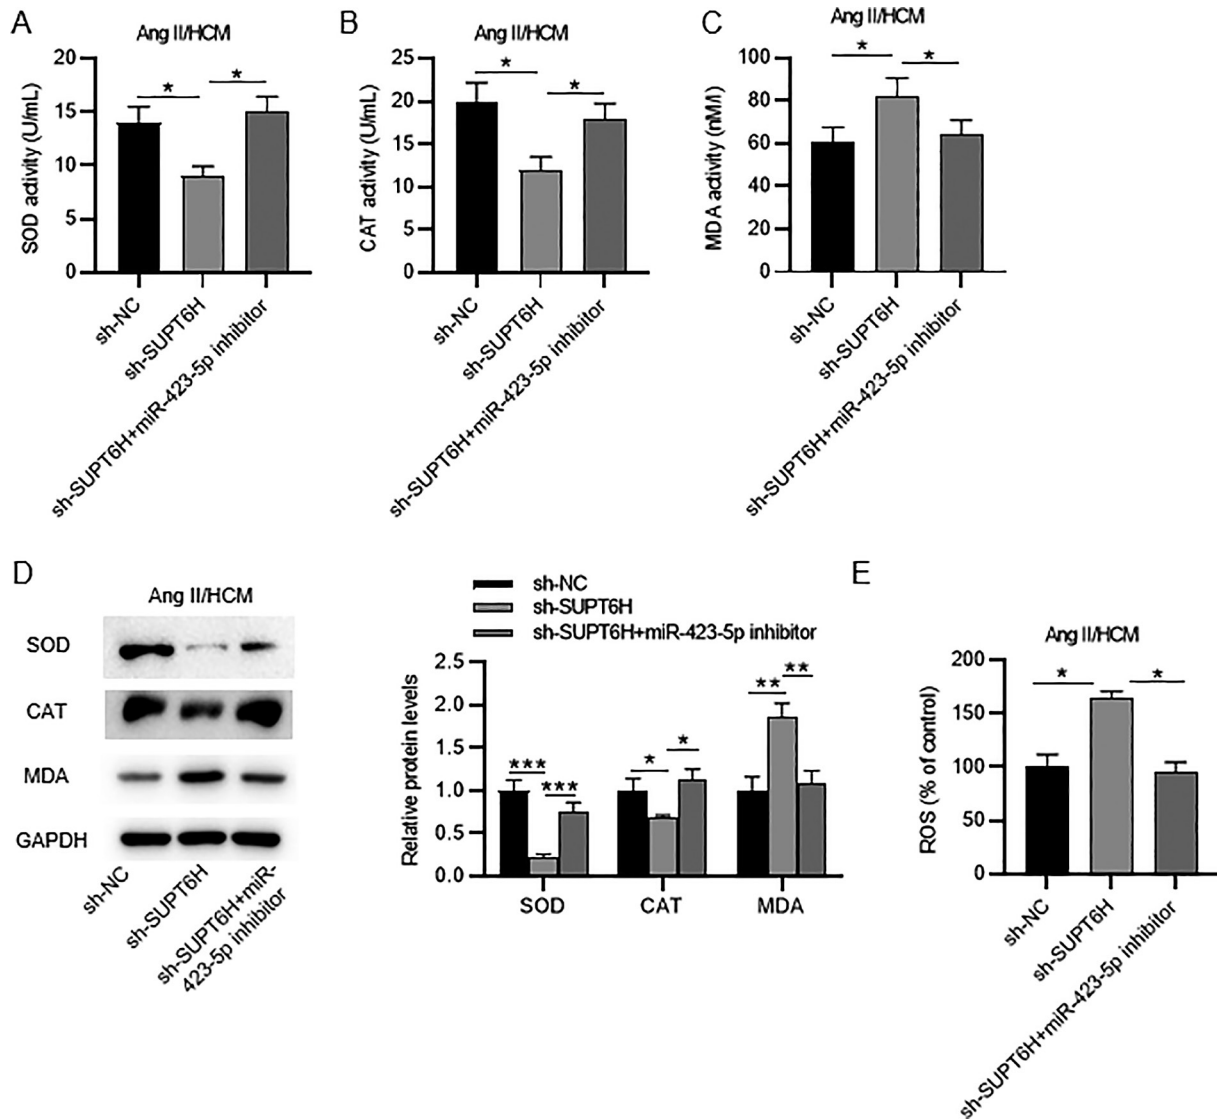 A
Ang II/HCM
SOD activity (U/mL)
20
15
10
5
0
*
*
sh-NC
sh-SUPT6H
sh-SUPT6H+miR-423-5p inhibitor
B
Ang II/HCM
CAT activity (U/mL)
25
20
15
10
5
0
*
*
sh-NC
sh-SUPT6H
sh-SUPT6H+miR-423-5p inhibitor
C
Ang II/HCM
MDA activity (nM/l)
100
80
60
40
20
0
*
*
sh-NC
sh-SUPT6H
sh-SUPT6H+miR-423-5p inhibitor
D
Ang II/HCM
SOD
CAT
MDA
GAPDH
sh-NC
sh-SUPT6H
sh-SUPT6H+miR-
423-5p inhibitor
sh-NC
sh-SUPT6H
sh-SUPT6H+miR-423-5p inhibitor
Relative protein levels
2.5
2.0
1.5
1.0
0.5
0.0
***
***
*
*
**
**
SOD
CAT
MDA
E
Ang II/HCM
ROS (% of control)
200
150
100
50
0
*
*
sh-NC
sh-SUPT6H
sh-SUPT6H+miR-423-5p inhibitor